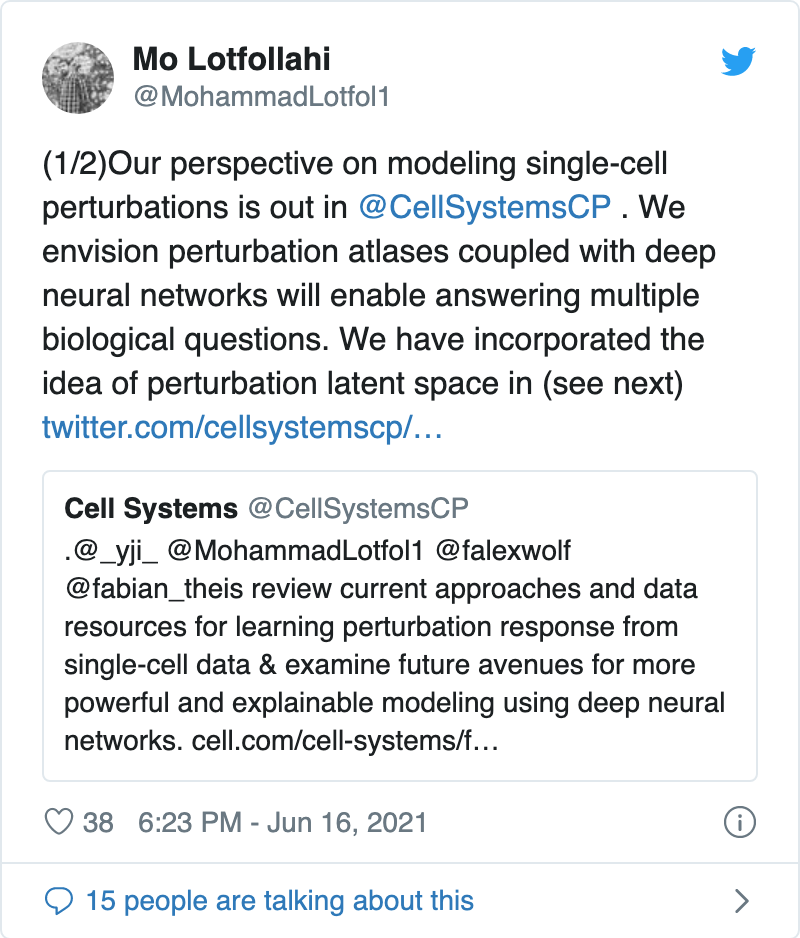 Mo Lotfollahi
@MohammadLotfol1
(1/2)Our perspective on modeling single-cell
perturbations is out in @CellSystemsCP . We
envision perturbation atlases coupled with deep
neural networks will enable answering multiple
biological questions. We have incorporated the
idea of perturbation latent space in (see next)
twitter.com/cellsystemscp/…
Cell Systems @CellSystemsCP
.@_yji_ @MohammadLotfol1 @falexwolf
@fabian_theis review current approaches and data
resources for learning perturbation response from
single-cell data & examine future avenues for more
powerful and explainable modeling using deep neural
networks. cell.com/cell-systems/f…
38 6:23 PM - Jun 16, 2021
15 people are talking about this